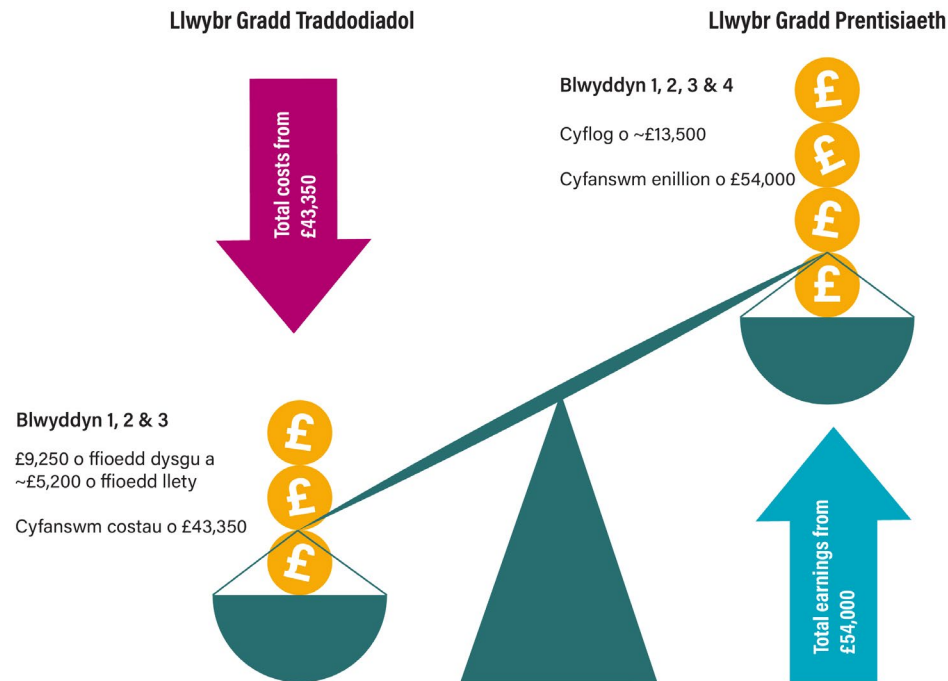 Llwybr Gradd Traddodiadol
Total costs from
£43,350
Blwyddyn 1, 2 & 3
£9,250 o ffioedd dysgu a
~£5,200 o ffioedd llety
Cyfanswm costau o £43,350
£
£
£
Llwybr Gradd Prentisiaeth
Blwyddyn 1, 2, 3 & 4
Cyflog o ~£13,500
Cyfanswm enillion o £54,000
£
£
£
£
Total earnings from
£54,000